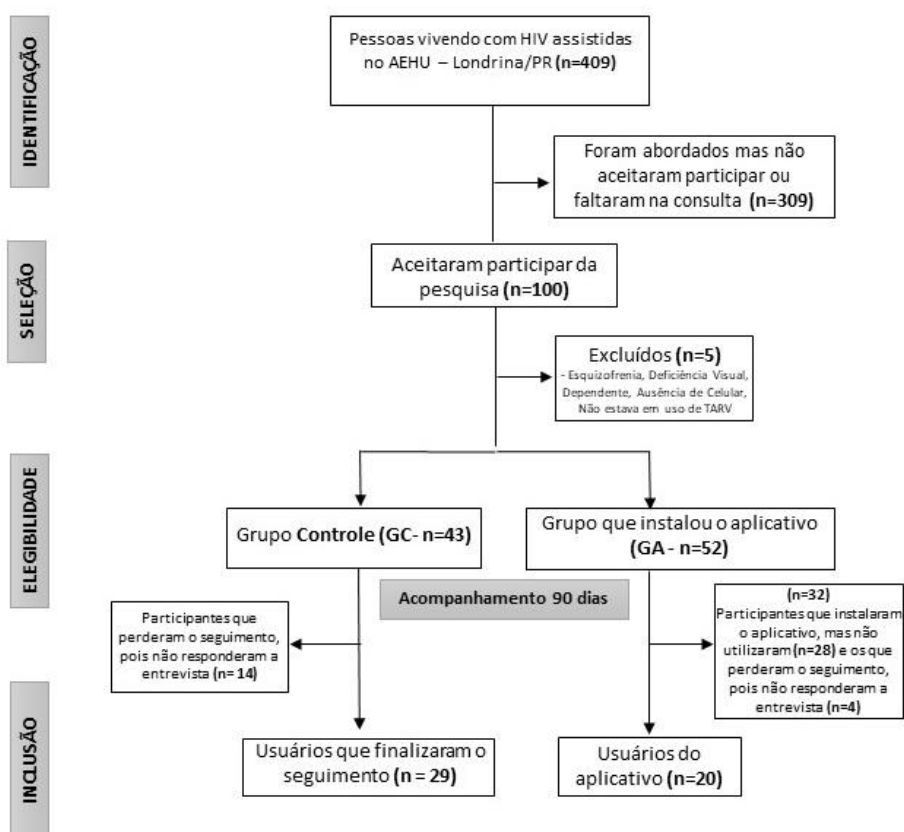 IDENTIFICAÇÃO
Pessoas vivendo com HIV assistidas
no AEHU – Londrina/PR (n=409)
Foram abordados mas não
aceitaram participar ou
faltaram na consulta (n=309)
SELEÇÃO
Aceitaram participar da
pesquisa (n=100)
Excluídos (n=5)
- Esquizofrenia, Deficiência Visual,
Dependente, Ausência de Celular,
Não estava em uso de TARV
ELEGIBILIDADE
Grupo Controle (GC- n=43)
Grupo que instalou o aplicativo
(GA - n=52)
Acompanhamento 90 dias
Participantes que
perderam o seguimento,
pois não responderam a
entrevista (n= 14)
(n=32)
Participantes que instalaram
o aplicativo, mas não
utilizaram(n=28) e os que
perderam o seguimento,
pois não responderam a
entrevista (n=4)
INCLUSÃO
Usuários que finalizaram o
seguimento (n = 29)
Usuários do
aplicativo (n=20)